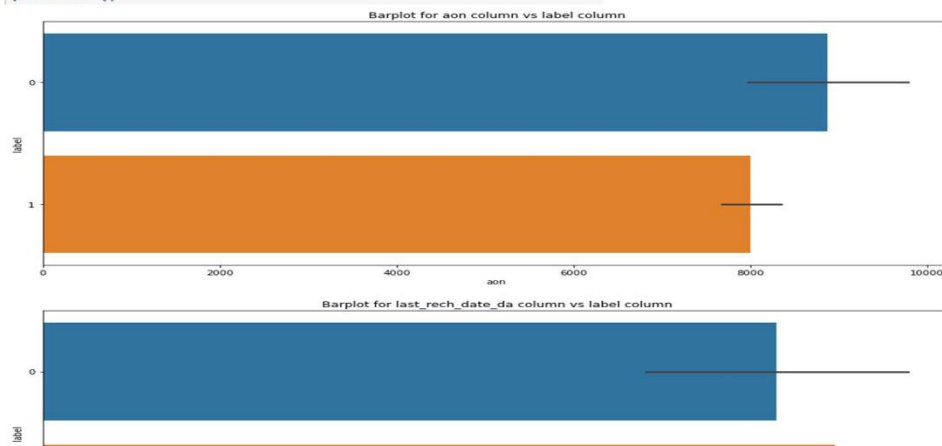 Barplot for aon column vs label column
0
label
1
0 2000 4000 6000 8000 10000
aon
Barplot for last_rech_date_da column vs label column
0
label